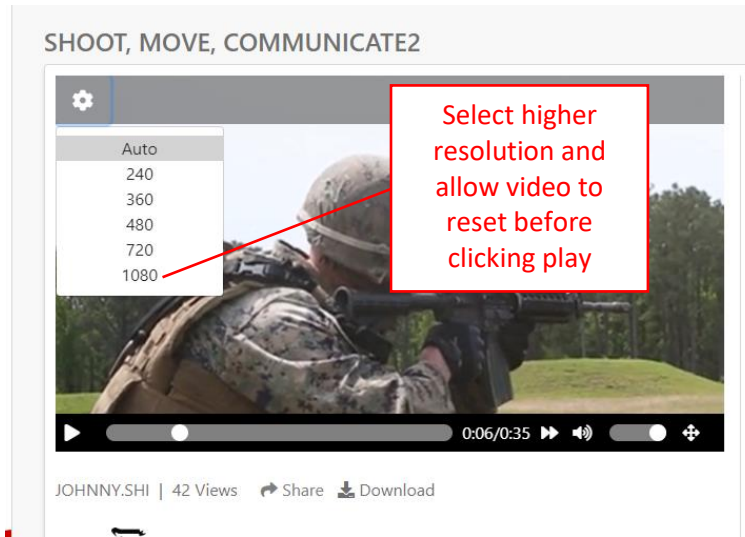 SHOOT, MOVE, COMMUNICATE2
Auto
240
360
480
720
1080
Select higher
resolution and
allow video to
reset before
clicking play
0:06/0:35
JOHNNY.SHI | 42 Views Share Download